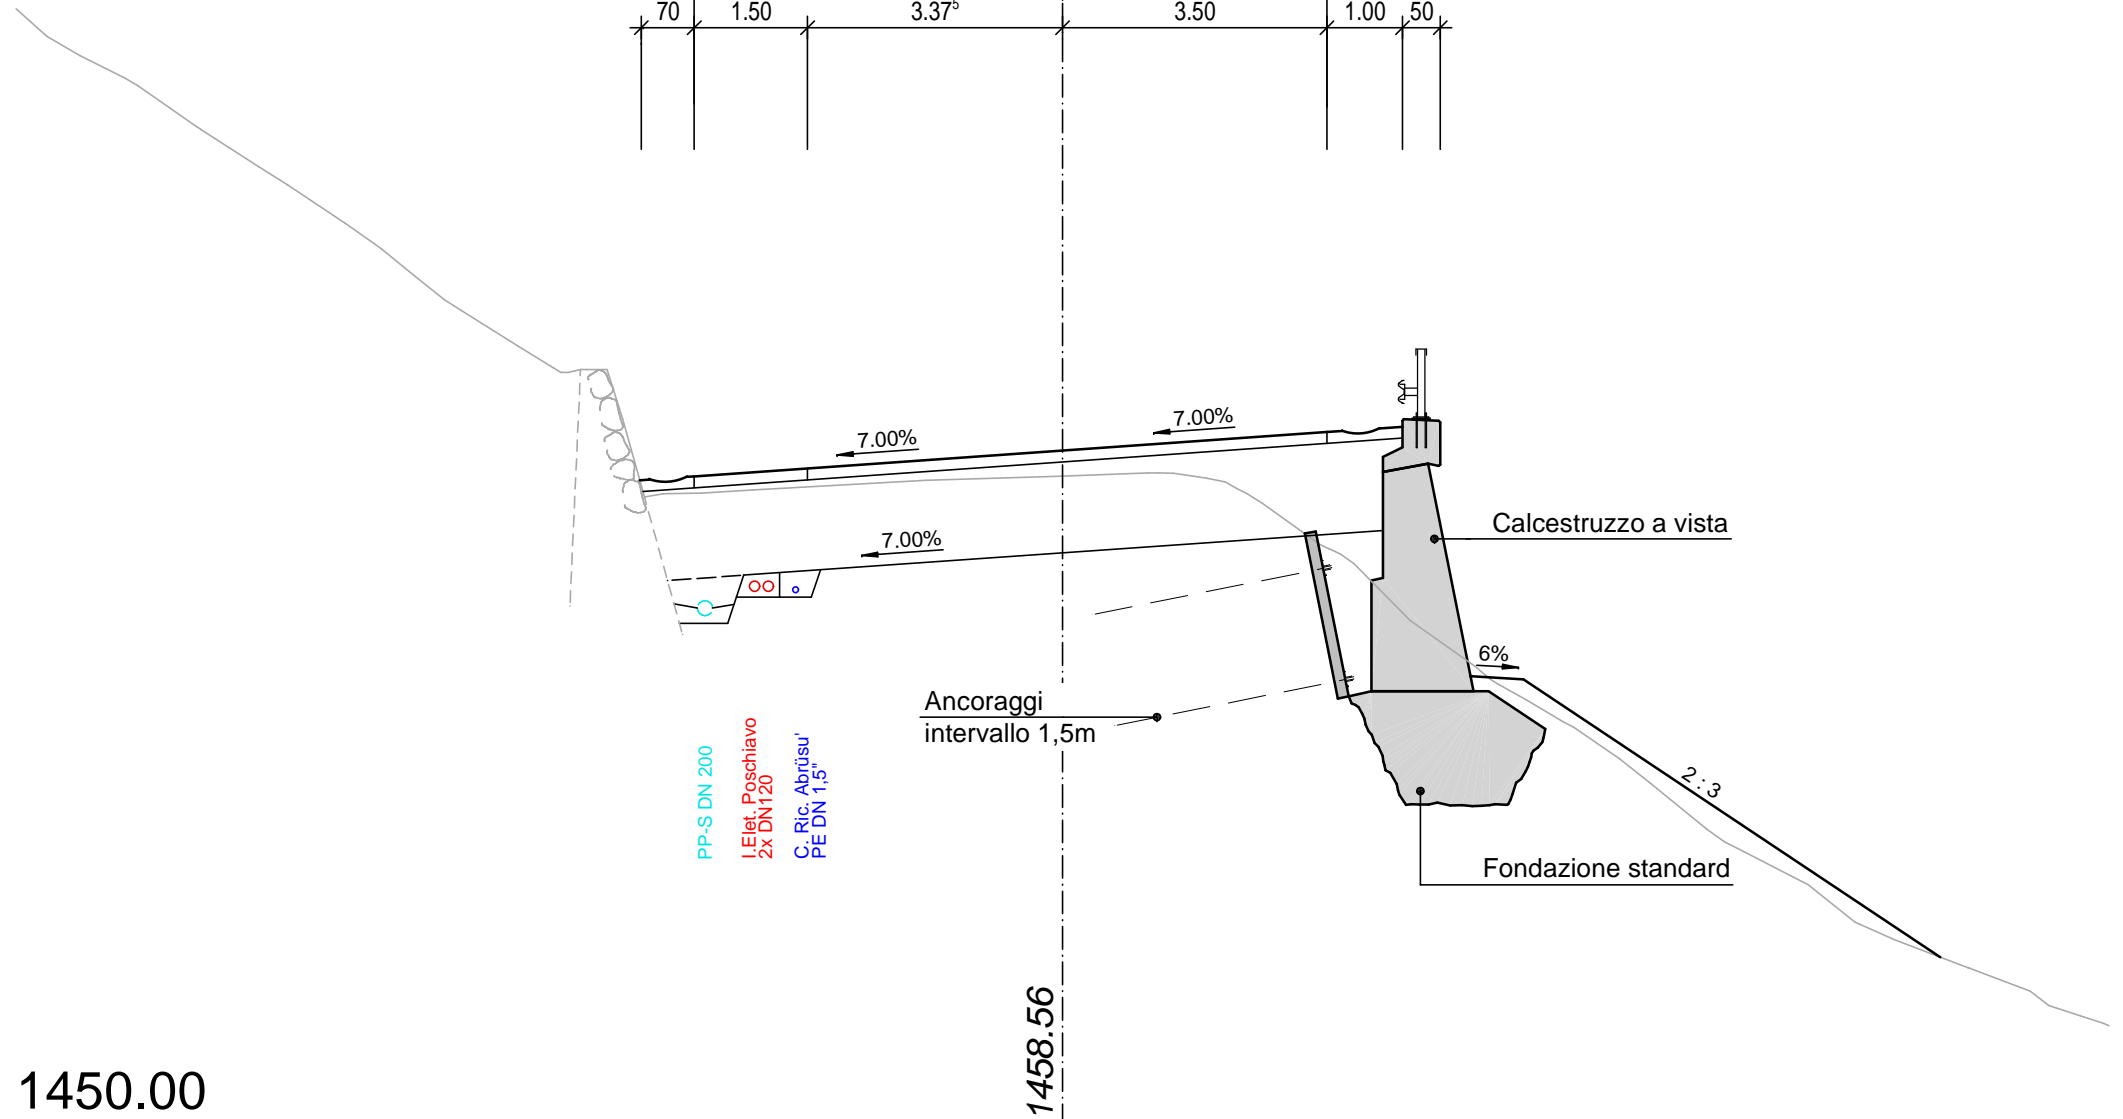 70
1.50
3.37⁵
3.50
1.00
50
7.00%
7.00%
7.00%
Calcestruzzo a vista
6%
Ancoraggi
intervallo 1,5m
PP-S DN 200
I.Elet. Poschiavo
2x DN120
C. Ric. Abrüsu'
PE DN 1,5"
2 : 3
Fondazione standard
1458.56
1450.00